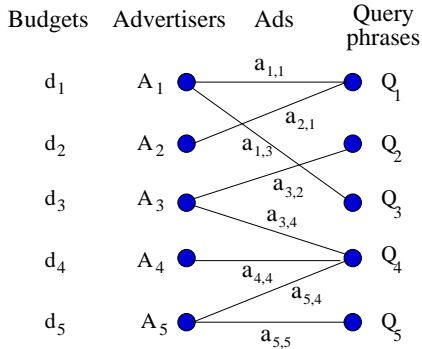 Budgets Advertisers Ads Query phrases
d1 A1 a1,1 Q1
a2,1
d2 A2 a1,3 Q2
a3,2
d3 A3 Q3
a3,4
d4 A4 Q4
a4,4
a5,4
d5 A5 Q5
a5,5